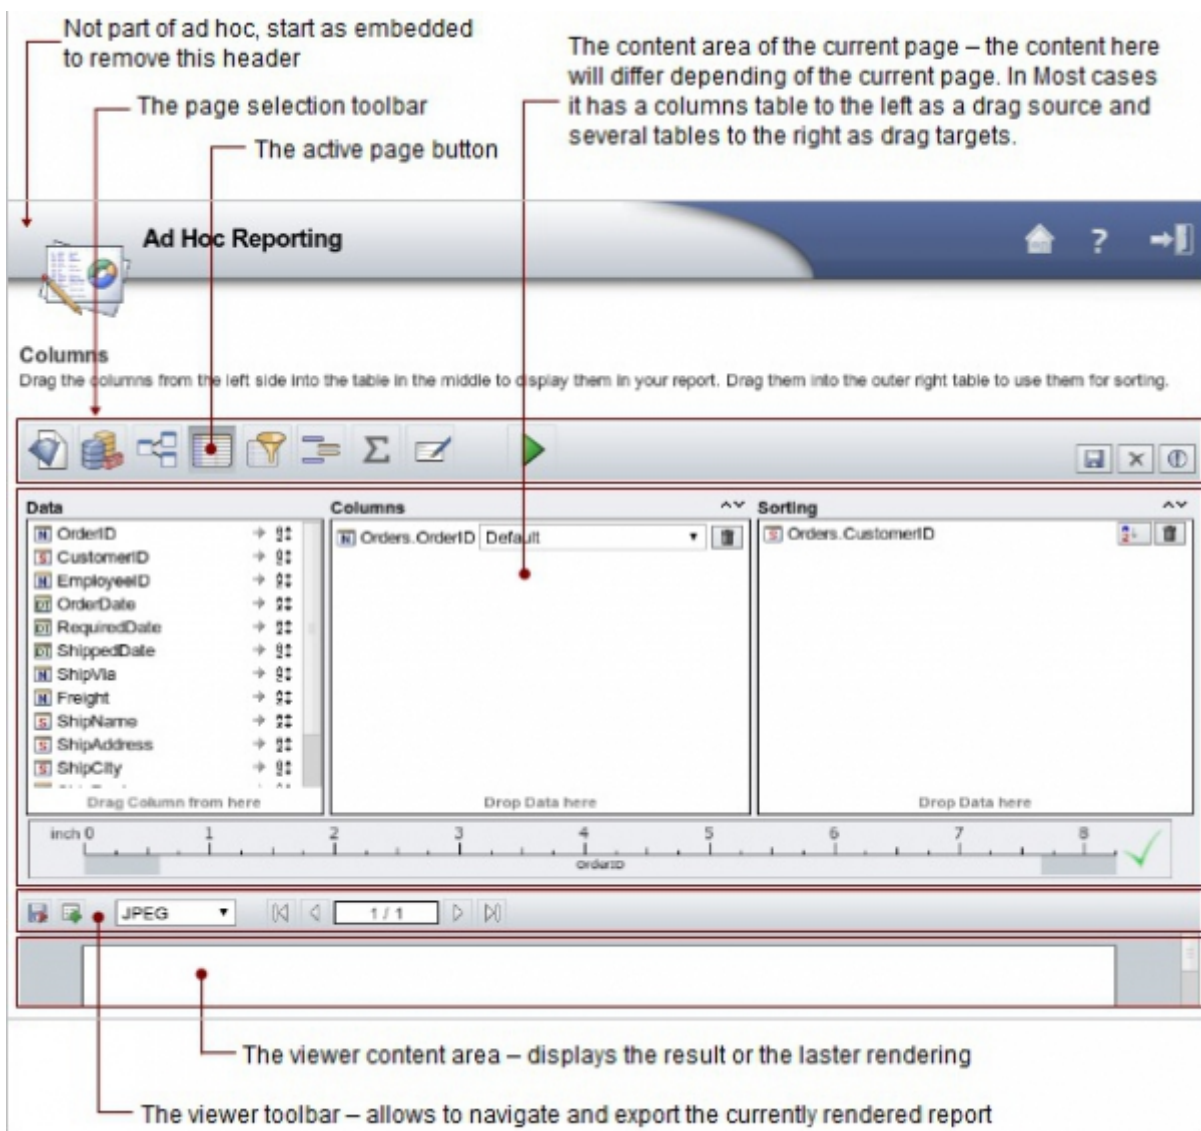 Not part of ad hoc, start as embedded
to remove this header
The page selection toolbar
The active page button
The content area of the current page – the content here
will differ depending of the current page. In Most cases
it has a columns table to the left as a drag source and
several tables to the right as drag targets.
Ad Hoc Reporting
?
Columns
Drag the columns from the left side into the table in the middle to display them in your report. Drag them into the outer right table to use them for sorting.
Σ
Data
N OrderID
S CustomerID
N EmployeeID
DT OrderDate
DT RequiredDate
DT ShippedDate
N ShipVia
N Freight
S ShipName
S ShipAddress
S ShipCity
Drag Column from here
Columns
N Orders.OrderID Default
Drop Data here
Sorting
S Orders.CustomerID
Drop Data here
inch 0 1 2 3 4 5 6 7 8
OrderID
JPEG 1 / 1
The viewer content area – displays the result or the laster rendering
The viewer toolbar – allows to navigate and export the currently rendered report